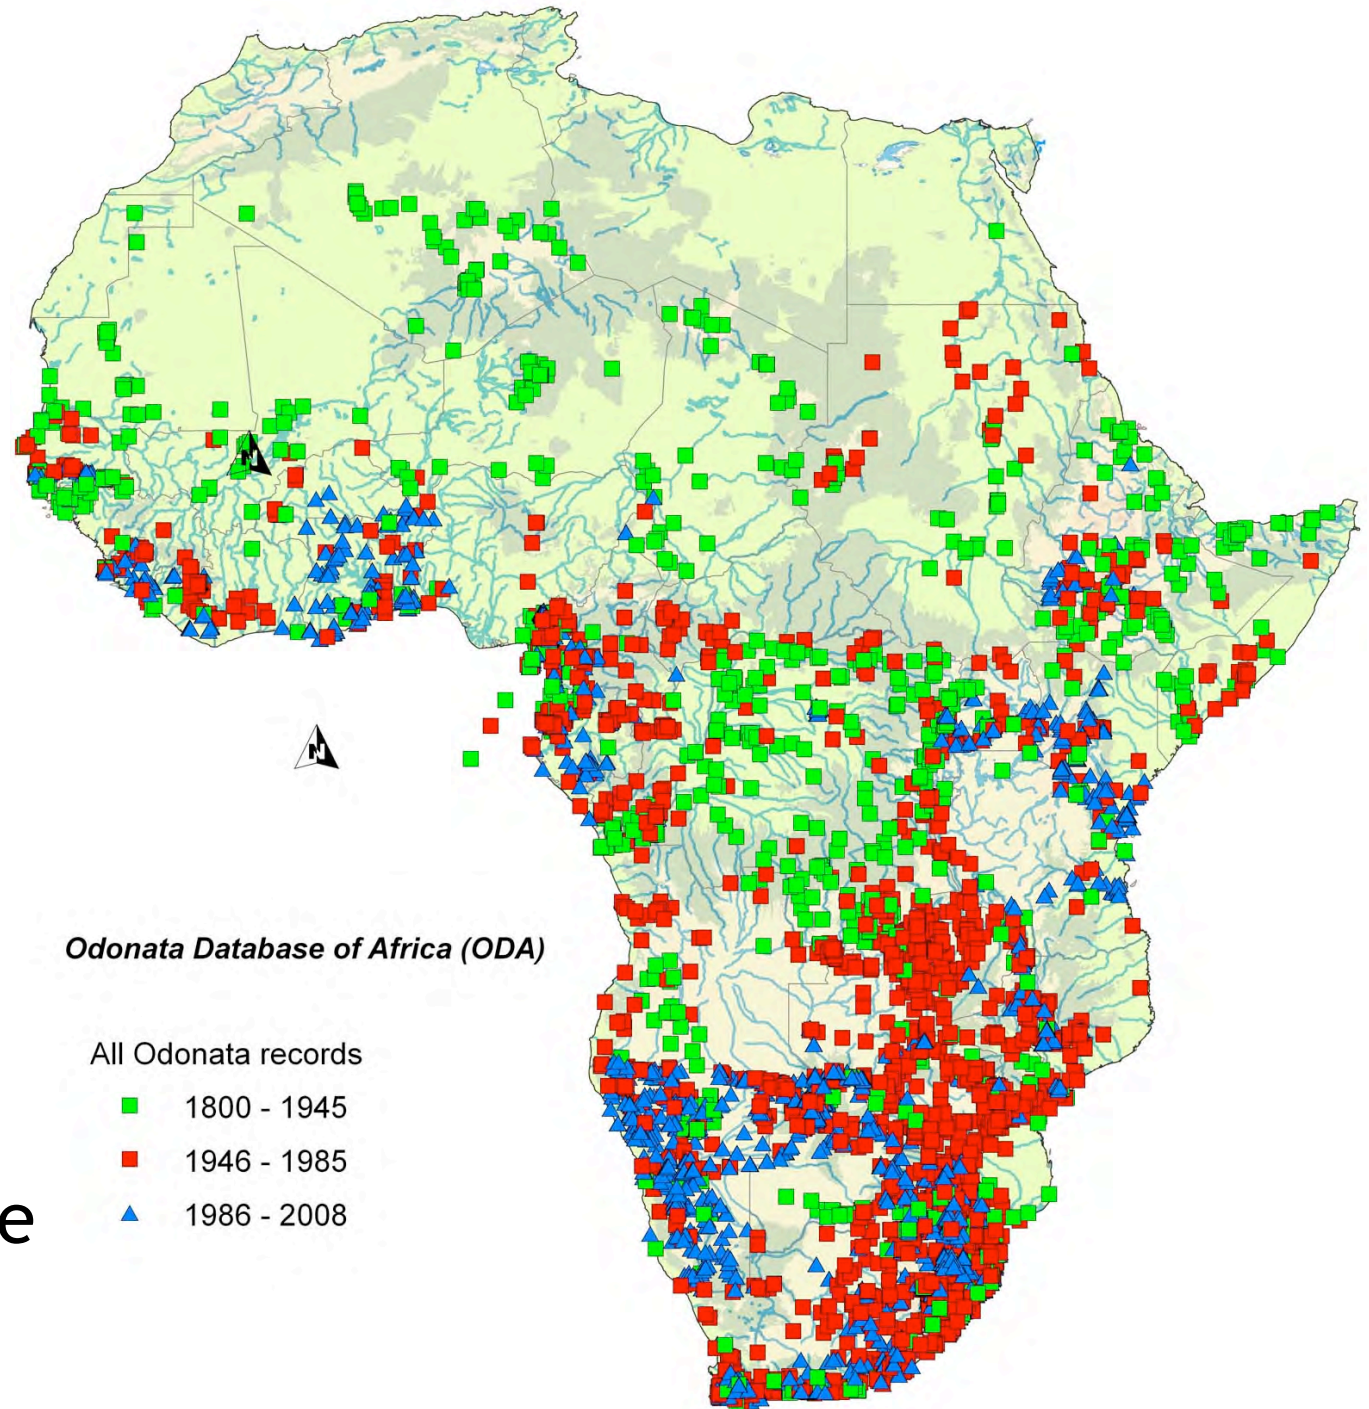 N
N
Odonata Database of Africa (ODA)
All Odonata records
1800 - 1945
1946 - 1985
e
1986 - 2008